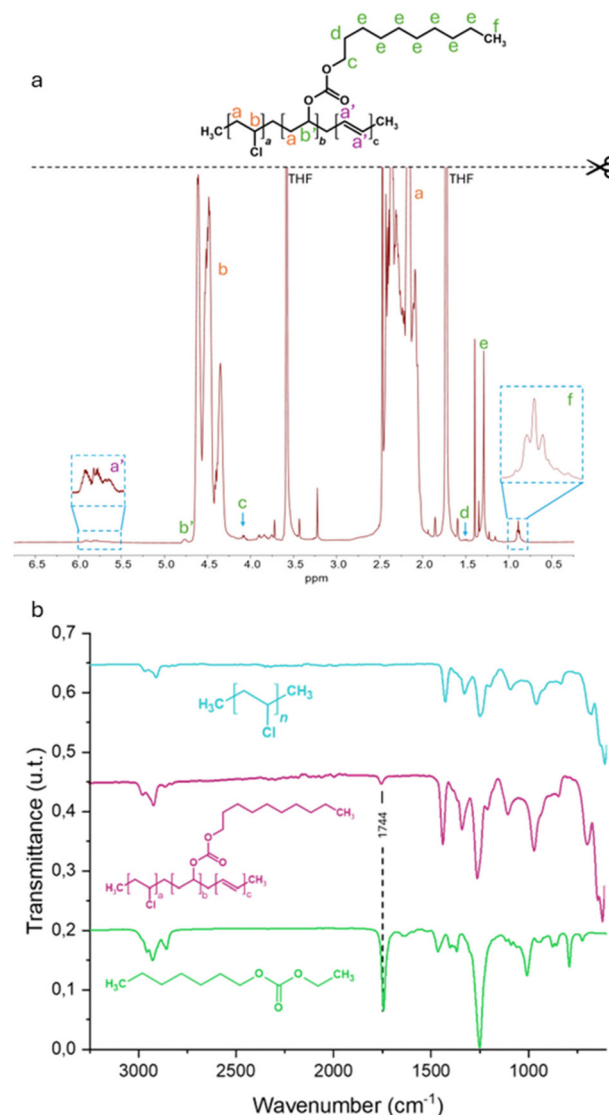 a
e e e e
d f
e e e e CH₃
c
O
O O
a b a' CH₃
H₃C a b c
Cl a b' a'
THF THF
a
b
e
f
a'
b' c d
6.5 6.0 5.5 5.0 4.5 4.0 3.5 3.0 2.5 2.0 1.5 1.0 0.5
ppm
b
0,7
0,6
0,5
0,4
0,3
0,2
0,1
0,0
Transmittance (u.t.)
H₃C CH₃
n
Cl
CH₃
O
O O
H₃C a b c CH₃
Cl
1744
H₃C O O CH₃
O
3000 2500 2000 1500 1000
Wavenumber (cm⁻¹)